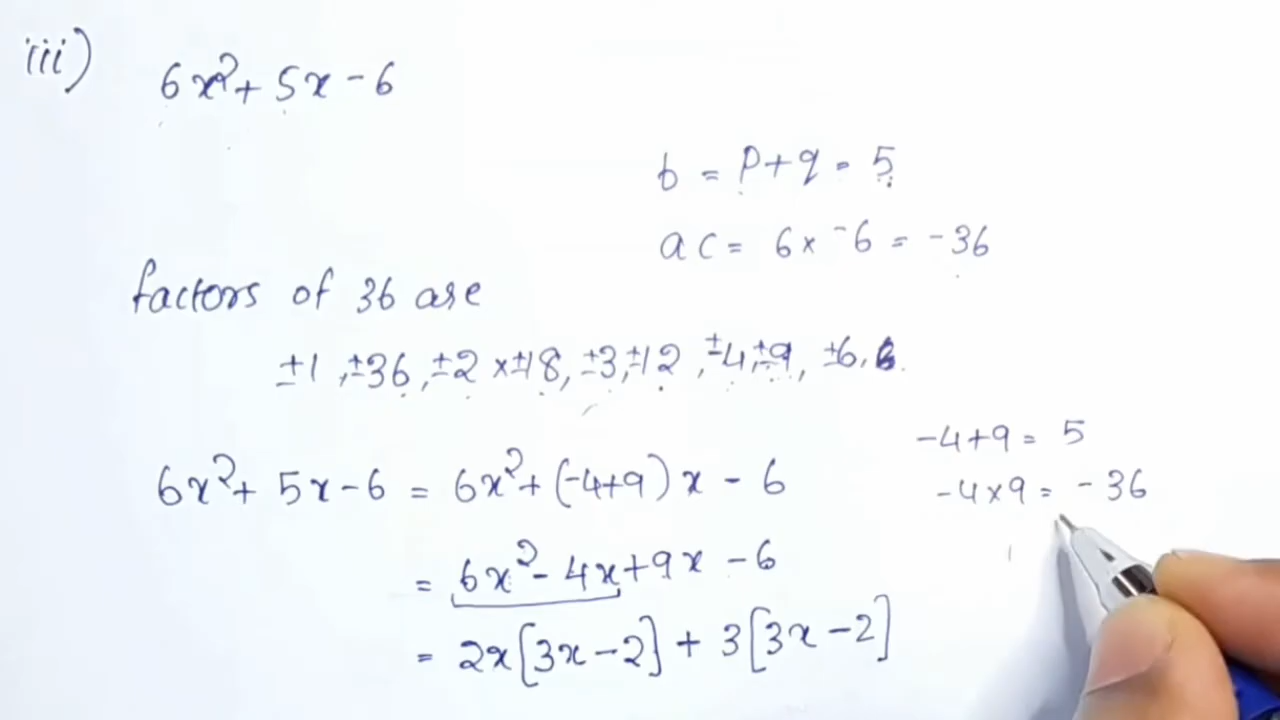 iii) 6x²+ 5x - 6
b = p+q = 5
ac = 6 x -6 = -36
factors of 36 are
±1, ±36, ±2 x ±18, ±3, ±12, ±4, ±9, ±6, 6.
-4+9 = 5
-4×9 = -36
6x²+ 5x - 6 = 6x²+ (-4+9)x - 6
= 6x² - 4x + 9x - 6
= 2x[3x - 2] + 3[3x - 2]